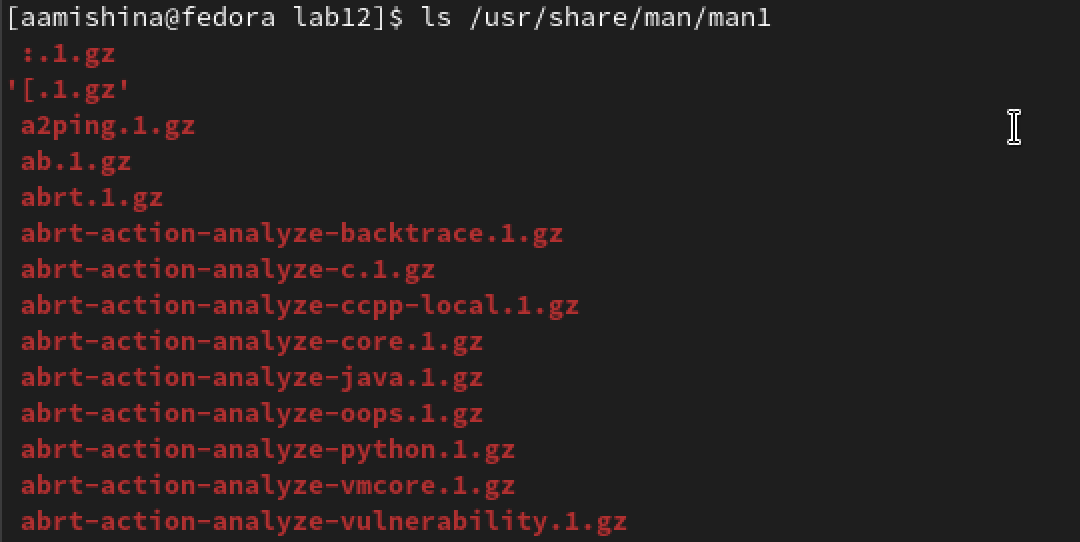 [aamishina@fedora lab12]$ ls /usr/share/man/man1
:.1.gz
'[.1.gz'
a2ping.1.gz
ab.1.gz
abrt.1.gz
abrt-action-analyze-backtrace.1.gz
abrt-action-analyze-c.1.gz
abrt-action-analyze-ccpp-local.1.gz
abrt-action-analyze-core.1.gz
abrt-action-analyze-java.1.gz
abrt-action-analyze-oops.1.gz
abrt-action-analyze-python.1.gz
abrt-action-analyze-vmcore.1.gz
abrt-action-analyze-vulnerability.1.gz